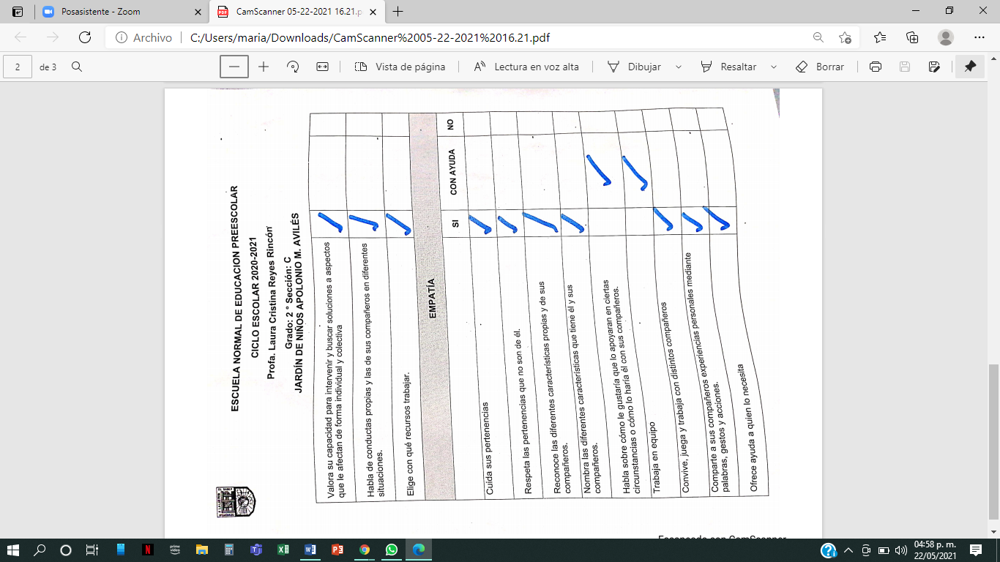 Posasistente - Zoom
CamScanner 05-22-2021 16.21.p
Archivo
C:/Users/maria/Downloads/CamScanner%2005-22-2021%2016.21.pdf
2 de 3
Vista de página
Lectura en voz alta
Dibujar
Resaltar
Borrar
ESCUELA NORMAL DE EDUCACION PREESCOLAR
CICLO ESCOLAR 2020-2021
Profa. Laura Cristina Reyes Rincón
Grado: 2 ° Sección: C
JARDÍN DE NIÑOS APOLONIO M. AVILÉS
Valora su capacidad para intervenir y buscar soluciones a aspectos
que le afectan de forma individual y colectiva
Habla de conductas propias y las de sus compañeros en diferentes
situaciones.
Elige con qué recursos trabajar.
EMPATÍA
SI CON AYUDA NO
Cuida sus pertenencias
Respeta las pertenencias que no son de él.
Reconoce las diferentes características propias y de sus
compañeros.
Nombra las diferentes características que tiene él y sus
compañeros.
Habla sobre cómo le gustaría que lo apoyaran en ciertas
circunstancias o cómo lo haría él con sus compañeros.
Trabaja en equipo
Convive, juega y trabaja con distintos compañeros
Comparte a sus compañeros experiencias personales mediante
palabras, gestos y acciones.
Ofrece ayuda a quien lo necesita
04:58 p. m.
22/05/2021